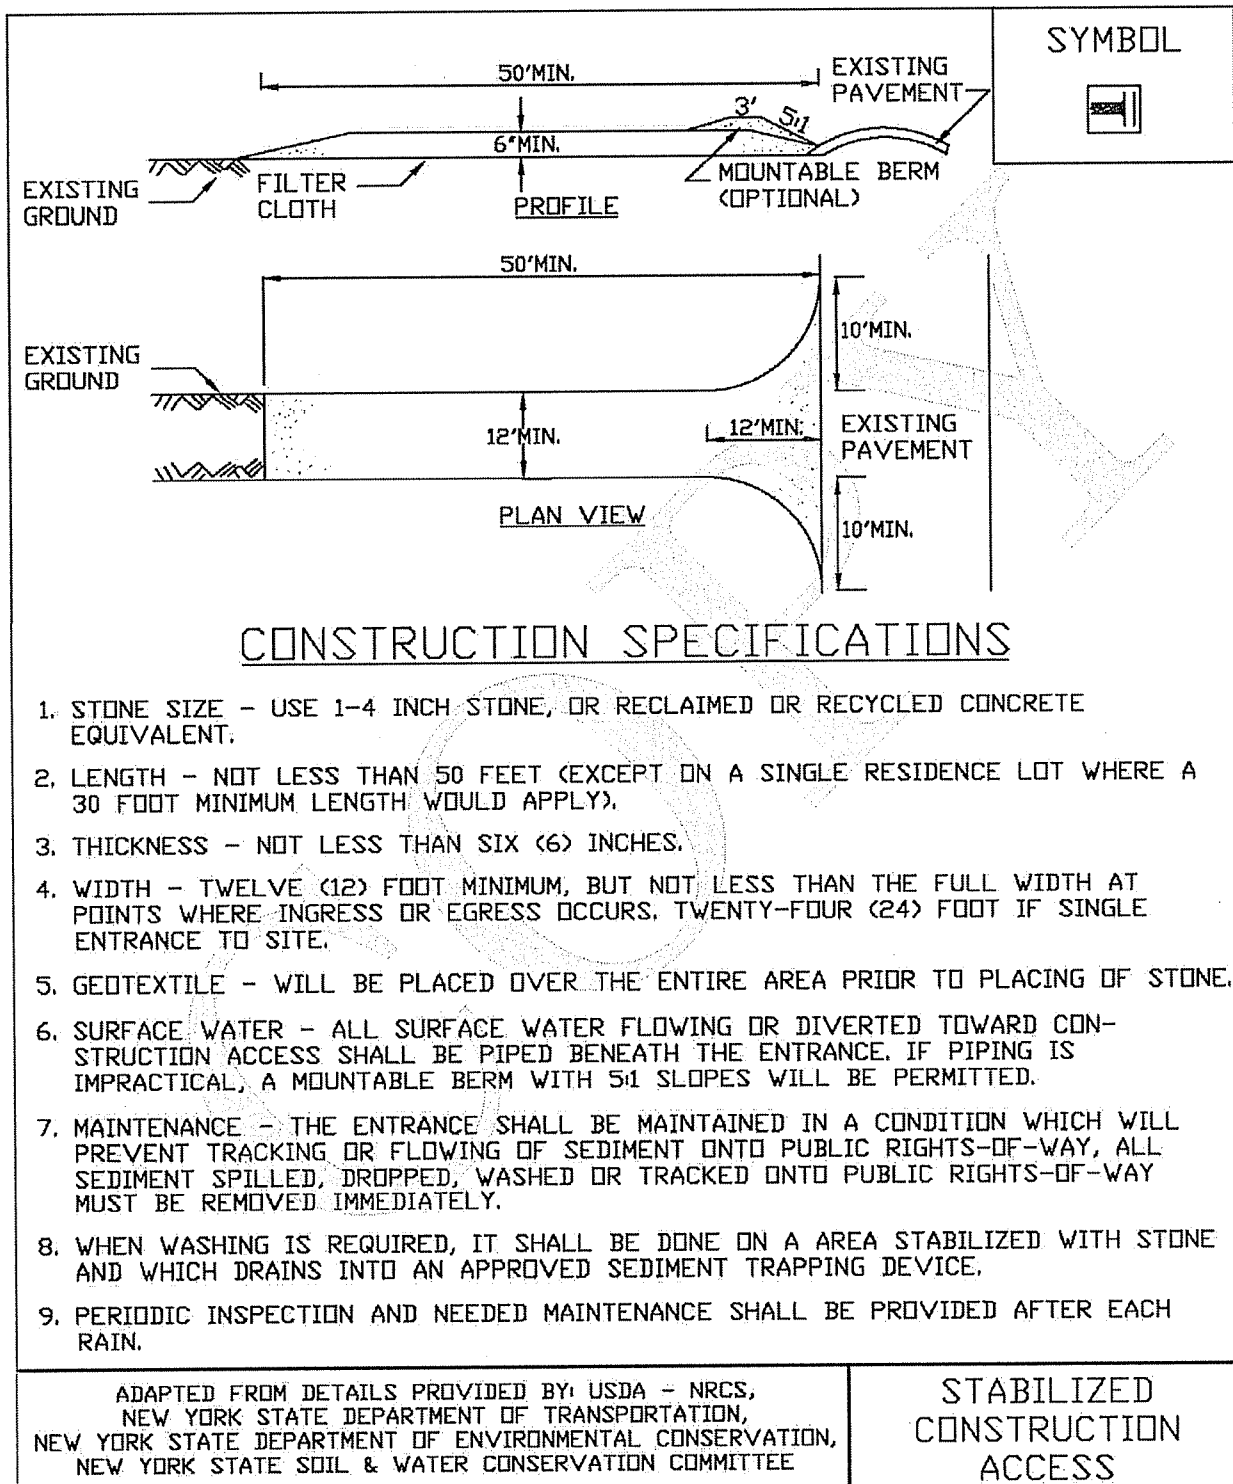 SYMBOL
50'MIN.
EXISTING
PAVEMENT
3'
5:1
6"MIN.
EXISTING
GROUND
FILTER
CLOTH
PROFILE
MOUNTABLE BERM
(OPTIONAL)
50'MIN.
10'MIN.
EXISTING
GROUND
12'MIN.
12'MIN.
EXISTING
PAVEMENT
PLAN VIEW
10'MIN.
CONSTRUCTION SPECIFICATIONS
1. STONE SIZE - USE 1-4 INCH STONE, OR RECLAIMED OR RECYCLED CONCRETE
EQUIVALENT.
2. LENGTH - NOT LESS THAN 50 FEET (EXCEPT ON A SINGLE RESIDENCE LOT WHERE A
30 FOOT MINIMUM LENGTH WOULD APPLY).
3. THICKNESS - NOT LESS THAN SIX (6) INCHES.
4. WIDTH - TWELVE (12) FOOT MINIMUM, BUT NOT LESS THAN THE FULL WIDTH AT
POINTS WHERE INGRESS OR EGRESS OCCURS. TWENTY-FOUR (24) FOOT IF SINGLE
ENTRANCE TO SITE.
5. GEOTEXTILE - WILL BE PLACED OVER THE ENTIRE AREA PRIOR TO PLACING OF STONE.
6. SURFACE WATER - ALL SURFACE WATER FLOWING OR DIVERTED TOWARD CON-
STRUCTION ACCESS SHALL BE PIPED BENEATH THE ENTRANCE. IF PIPING IS
IMPRACTICAL, A MOUNTABLE BERM WITH 5:1 SLOPES WILL BE PERMITTED.
7. MAINTENANCE - THE ENTRANCE SHALL BE MAINTAINED IN A CONDITION WHICH WILL
PREVENT TRACKING OR FLOWING OF SEDIMENT ONTO PUBLIC RIGHTS-OF-WAY, ALL
SEDIMENT SPILLED, DROPPED, WASHED OR TRACKED ONTO PUBLIC RIGHTS-OF-WAY
MUST BE REMOVED IMMEDIATELY.
8. WHEN WASHING IS REQUIRED, IT SHALL BE DONE ON A AREA STABILIZED WITH STONE
AND WHICH DRAINS INTO AN APPROVED SEDIMENT TRAPPING DEVICE.
9. PERIODIC INSPECTION AND NEEDED MAINTENANCE SHALL BE PROVIDED AFTER EACH
RAIN.
ADAPTED FROM DETAILS PROVIDED BY: USDA - NRCS,
NEW YORK STATE DEPARTMENT OF TRANSPORTATION,
NEW YORK STATE DEPARTMENT OF ENVIRONMENTAL CONSERVATION,
NEW YORK STATE SOIL & WATER CONSERVATION COMMITTEE
STABILIZED
CONSTRUCTION
ACCESS
COPY